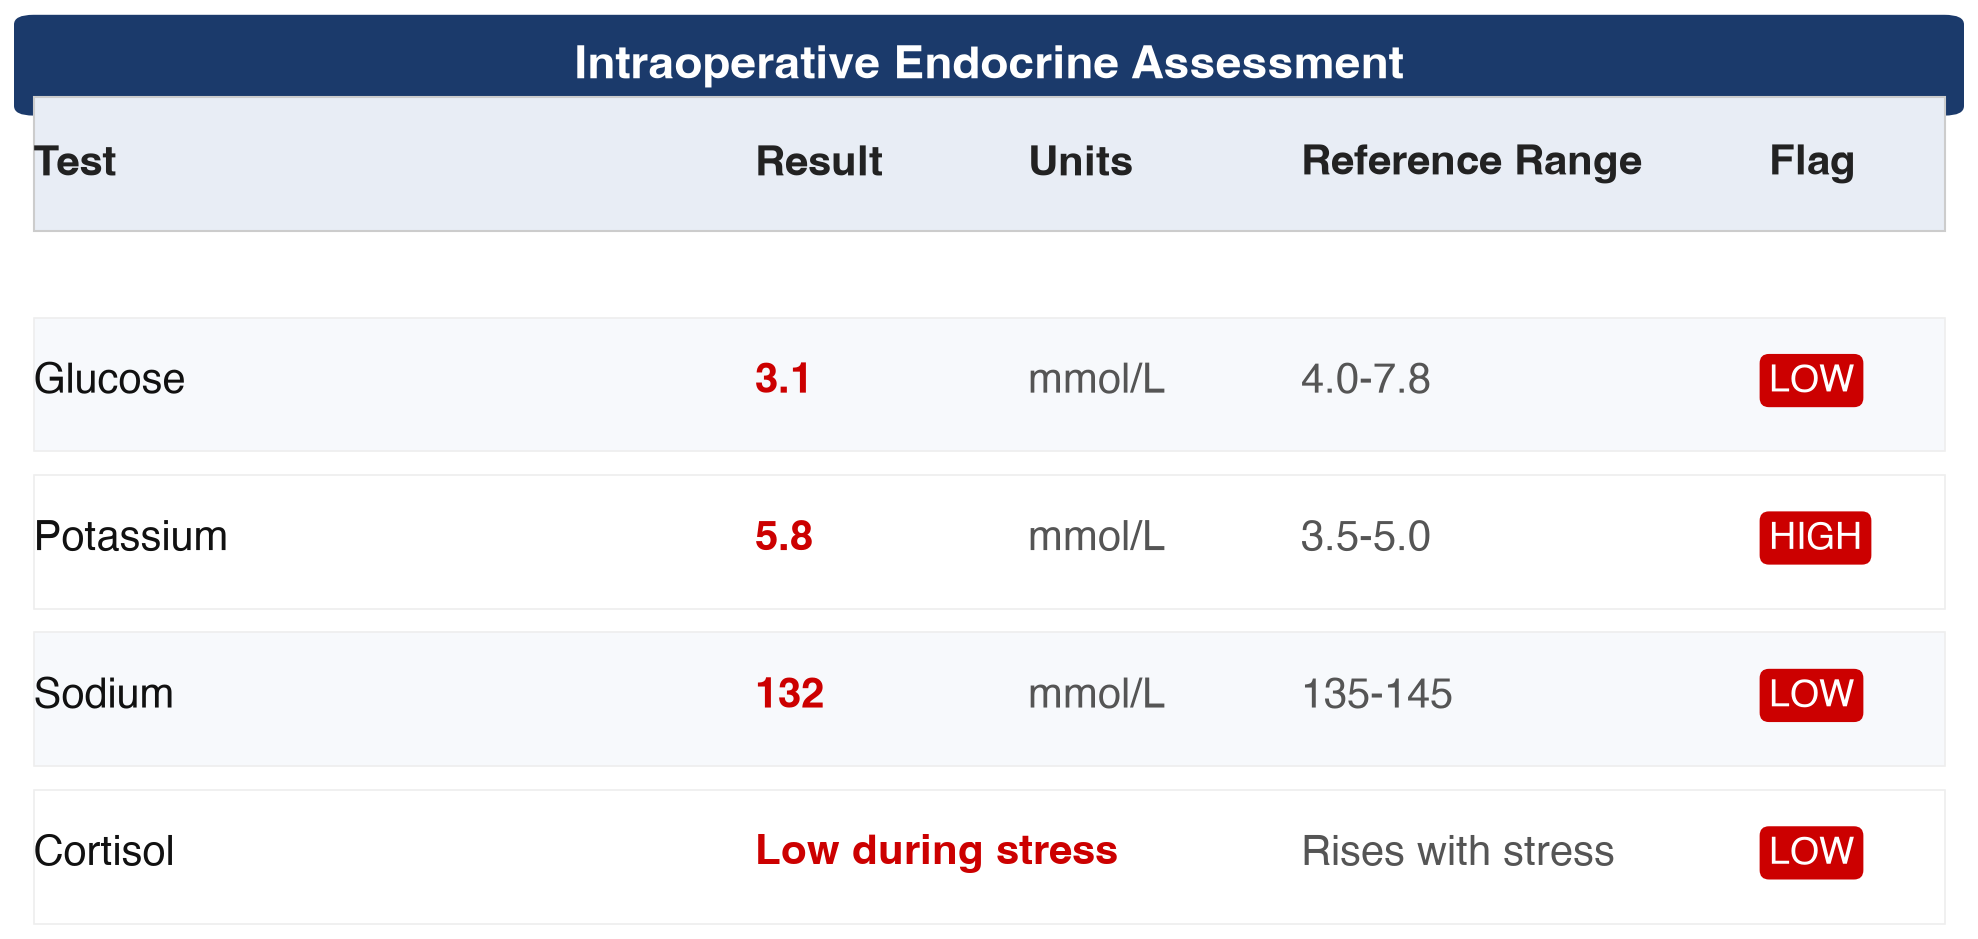 Intraoperative Endocrine Assessment
Test Result Units Reference Range Flag
Glucose 3.1 mmol/L 4.0-7.8 LOW
Potassium 5.8 mmol/L 3.5-5.0 HIGH
Sodium 132 mmol/L 135-145 LOW
Cortisol Low during stress Rises with stress LOW